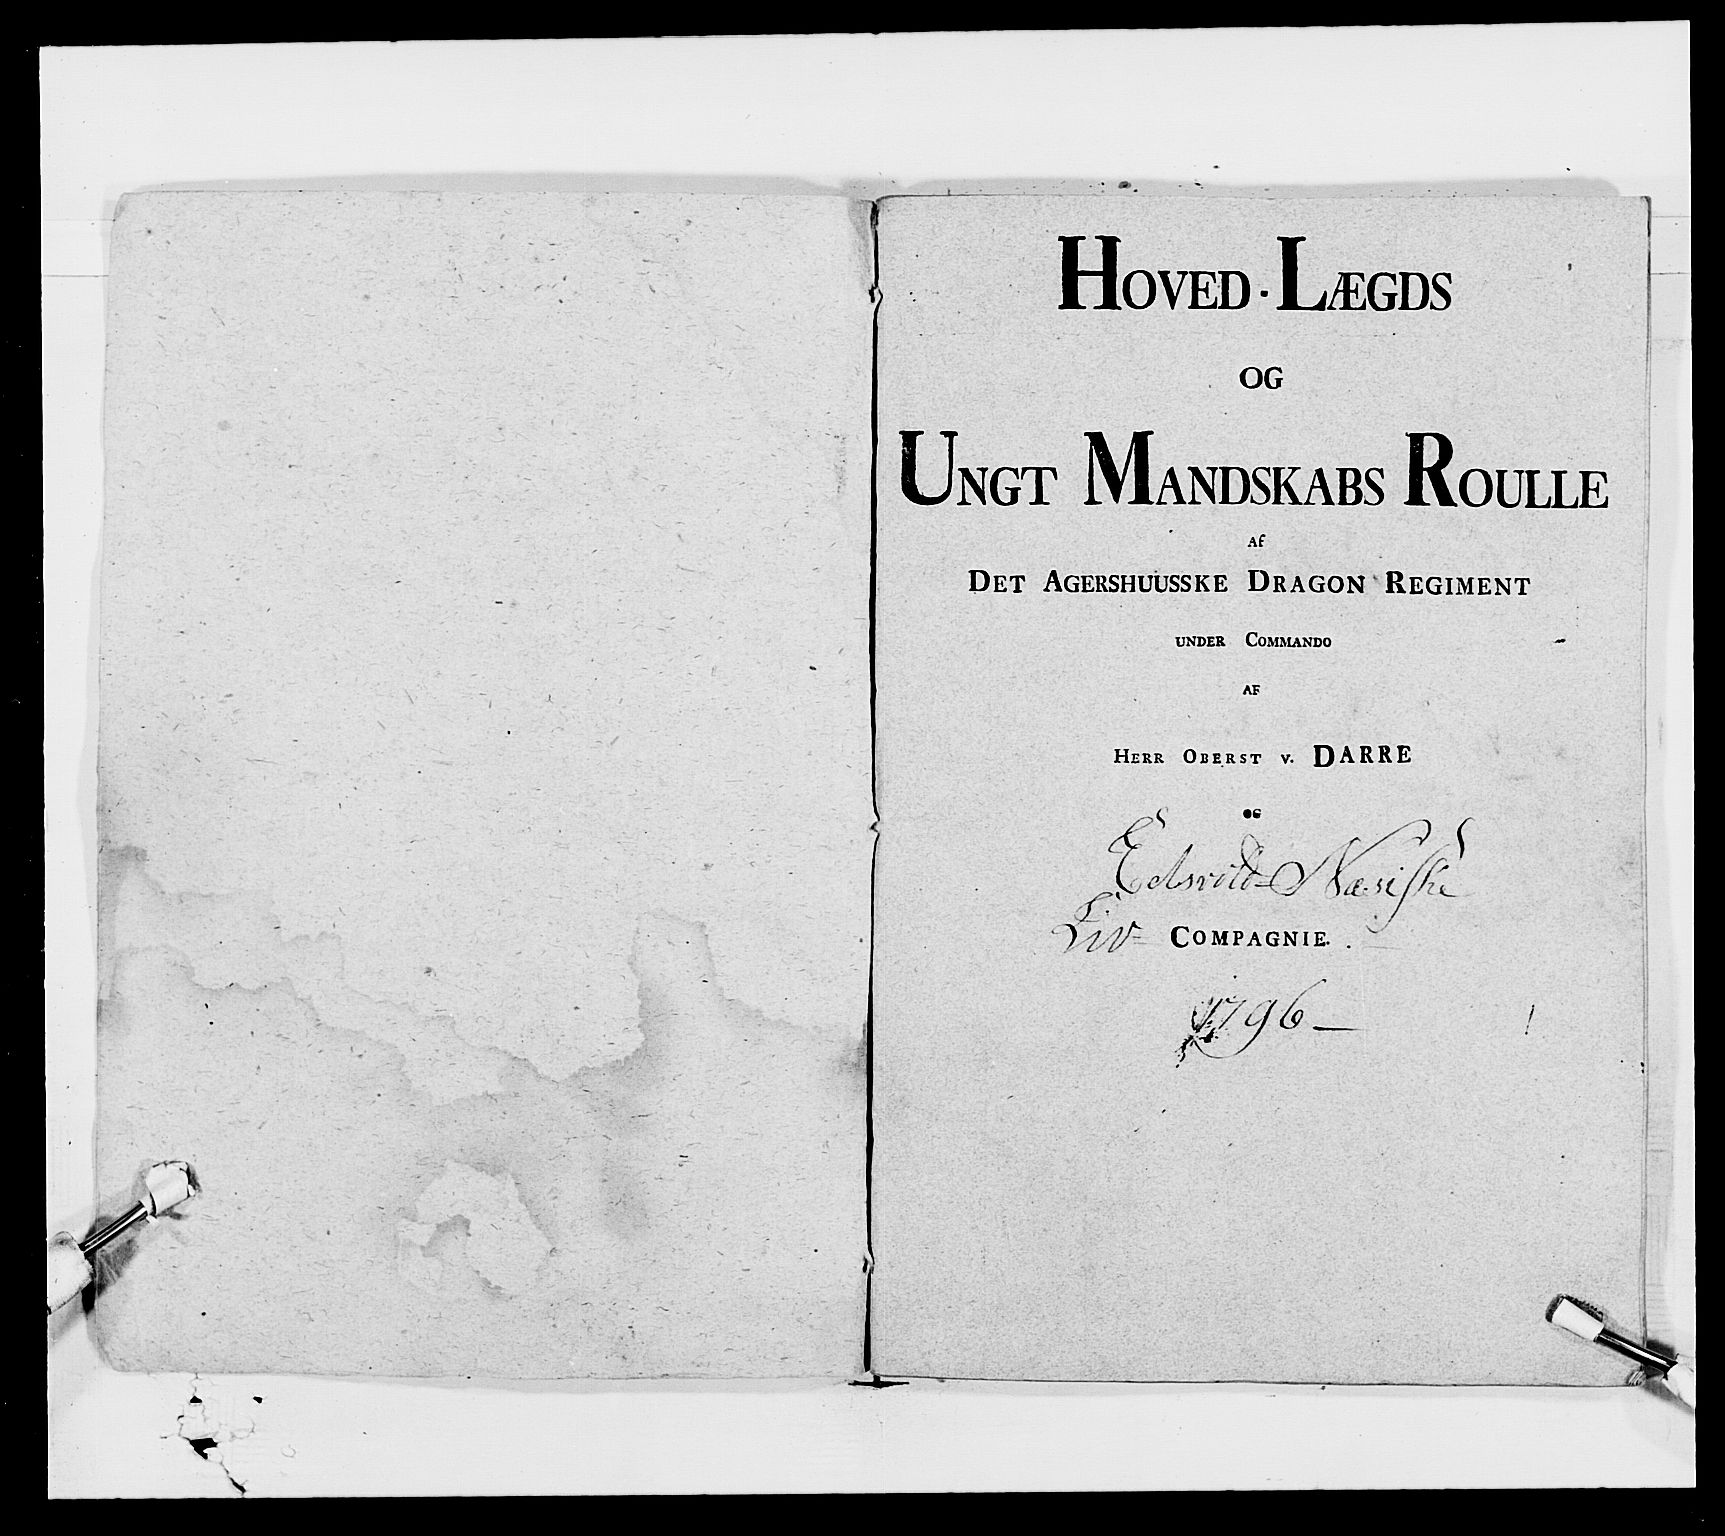 HOVED-LÆGDS
OG
UNGT MANDSKABS ROULLE
Af
DET AGERSHUUSSKE DRAGON REGIMENT
UNDER COMMANDO
AF
HERR OBERST V. DARRE
OG
Edsvold-Næsiske
Liv- COMPAGNIE.
1796-